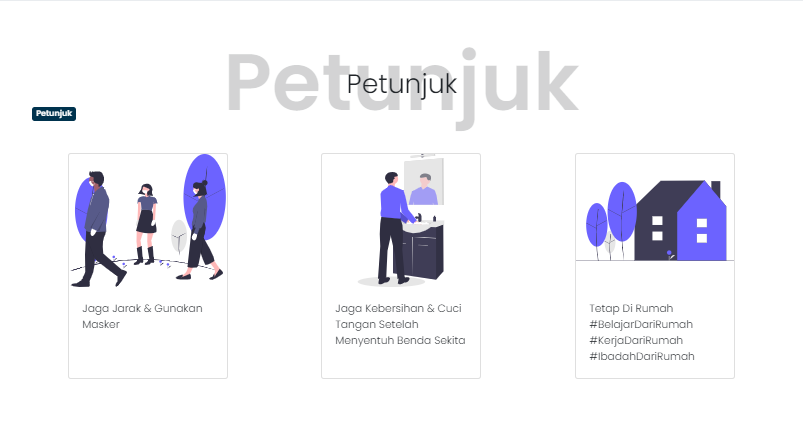 Petunjuk
Petunjuk
Petunjuk
Jaga Jarak & Gunakan
Masker
Jaga Kebersihan & Cuci
Tangan Setelah
Menyentuh Benda Sekita
Tetap Di Rumah
#BelajarDariRumah
#KerjaDariRumah
#IbadahDariRumah